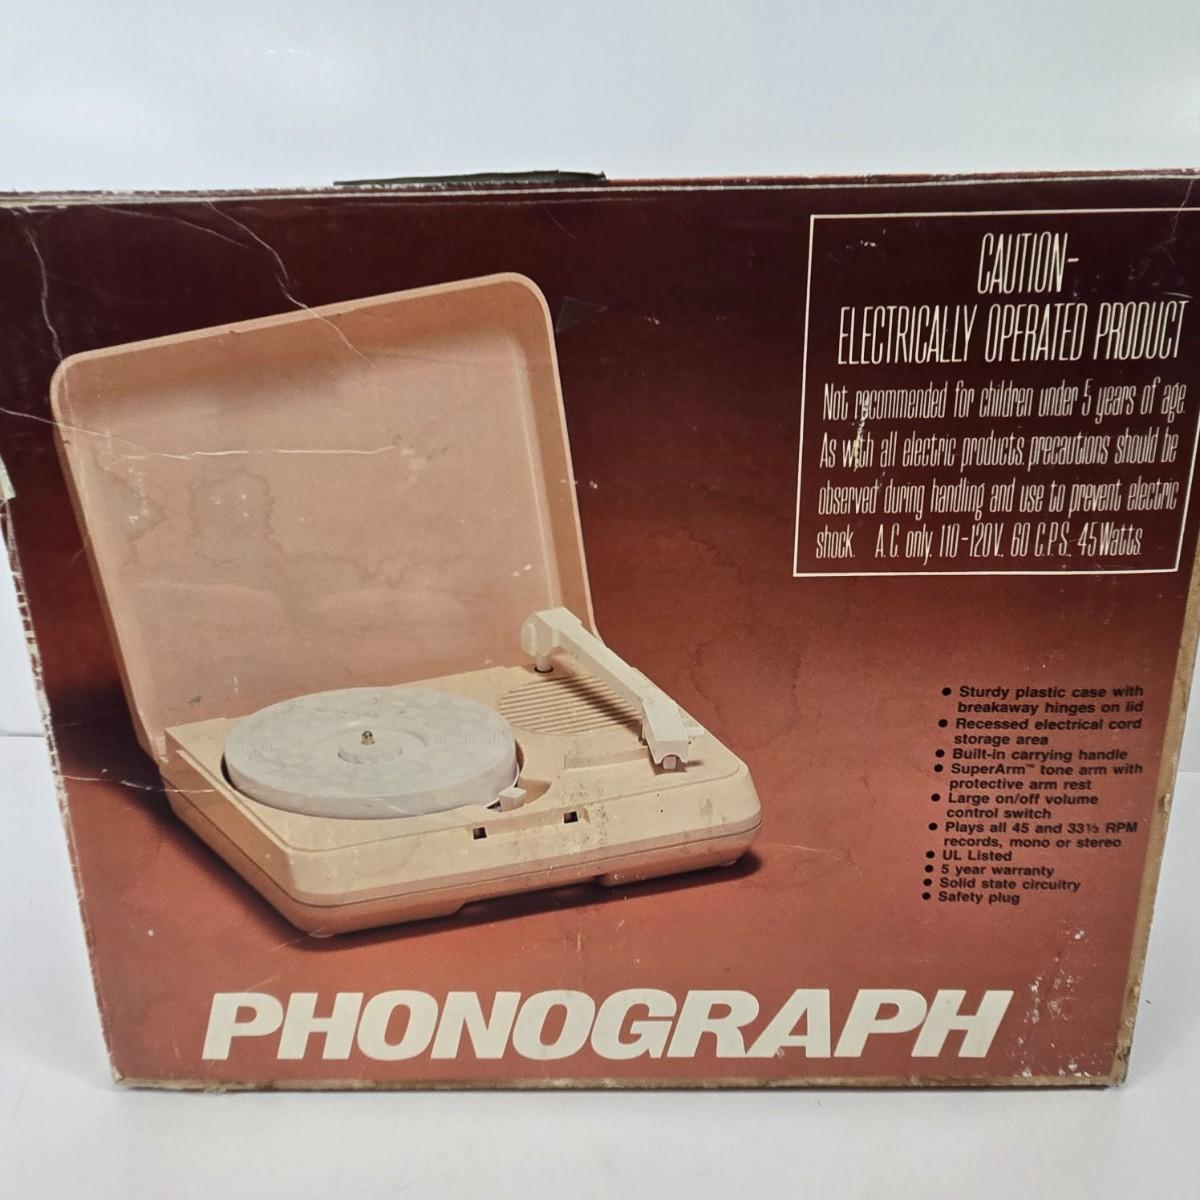 CAUTION-
ELECTRICALLY OPERATED PRODUCT
Not recommended for children under 5 years of age.
As with all electric products, precautions should be
observed during handling and use to prevent electric
shock. A.C. only. 110-120V., 60 C.P.S., 45 Watts.
● Sturdy plastic case with
breakaway hinges on lid
● Recessed electrical cord
storage area
● Built-in carrying handle
● SuperArm™ tone arm with
protective arm rest
● Large on/off volume
control switch
● Plays all 45 and 33⅓ RPM
records, mono or stereo
● UL Listed
● 5 year warranty
● Solid state circuitry
● Safety plug
PHONOGRAPH